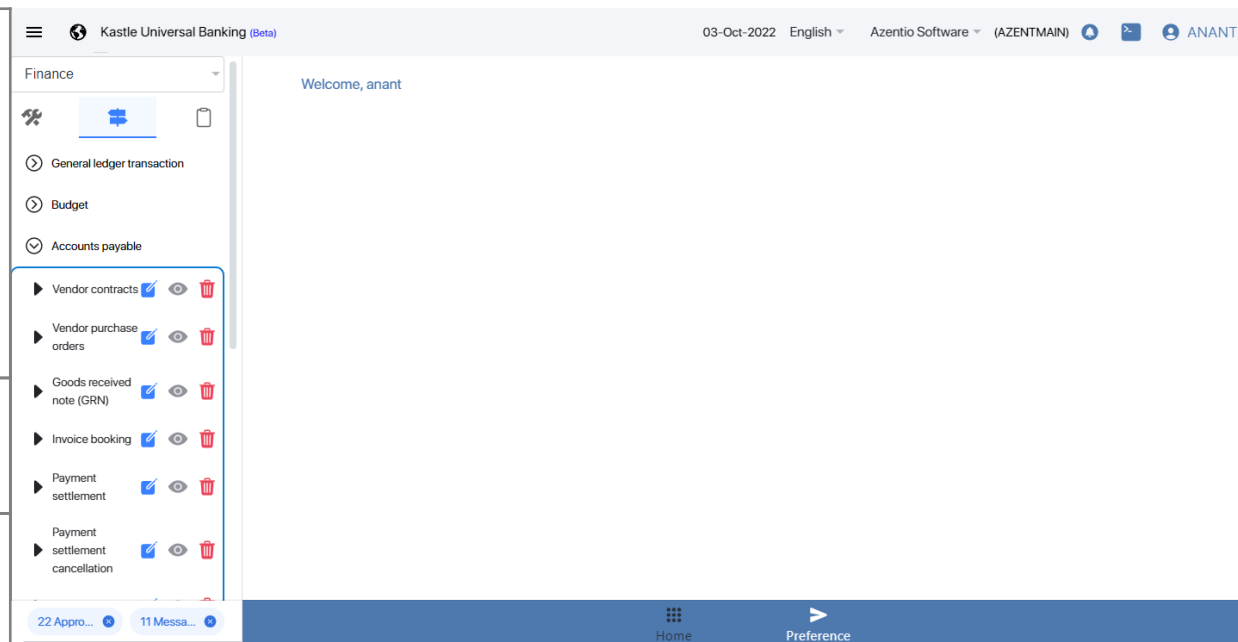 Kastle Universal Banking (Beta)
03-Oct-2022 English Azentio Software (AZENTMAIN) ANANT
Finance
Welcome, anant
General ledger transaction
Budget
Accounts payable
Vendor contracts
Vendor purchase
orders
Goods received
note (GRN)
Invoice booking
Payment
settlement
Payment
settlement
cancellation
22 Appro... 11 Messa...
Home Preference